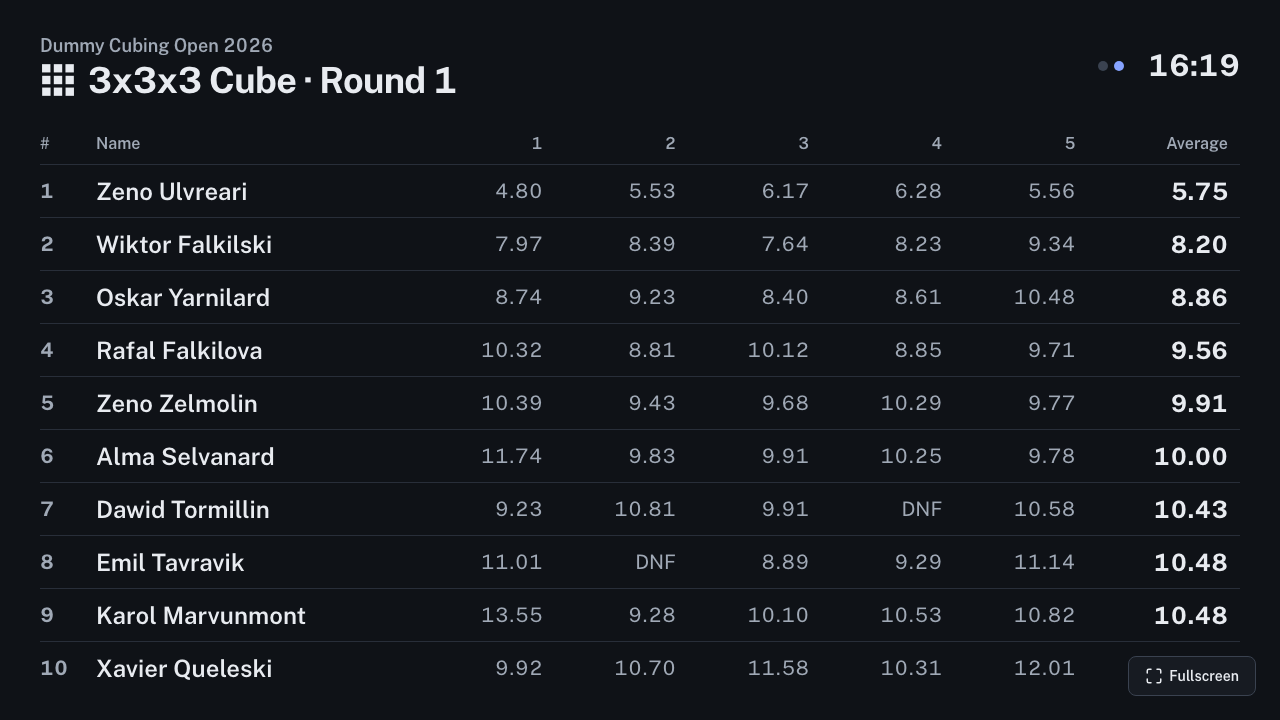 Dummy Cubing Open 2026
3x3x3 Cube · Round 1
16:19
# Name 1 2 3 4 5 Average
1 Zeno Ulvreari 4.80 5.53 6.17 6.28 5.56 5.75
2 Wiktor Falkilski 7.97 8.39 7.64 8.23 9.34 8.20
3 Oskar Yarnilard 8.74 9.23 8.40 8.61 10.48 8.86
4 Rafal Falkilova 10.32 8.81 10.12 8.85 9.71 9.56
5 Zeno Zelmolin 10.39 9.43 9.68 10.29 9.77 9.91
6 Alma Selvanard 11.74 9.83 9.91 10.25 9.78 10.00
7 Dawid Tormillin 9.23 10.81 9.91 DNF 10.58 10.43
8 Emil Tavravik 11.01 DNF 8.89 9.29 11.14 10.48
9 Karol Marvunmont 13.55 9.28 10.10 10.53 10.82 10.48
10 Xavier Queleski 9.92 10.70 11.58 10.31 12.01
Fullscreen